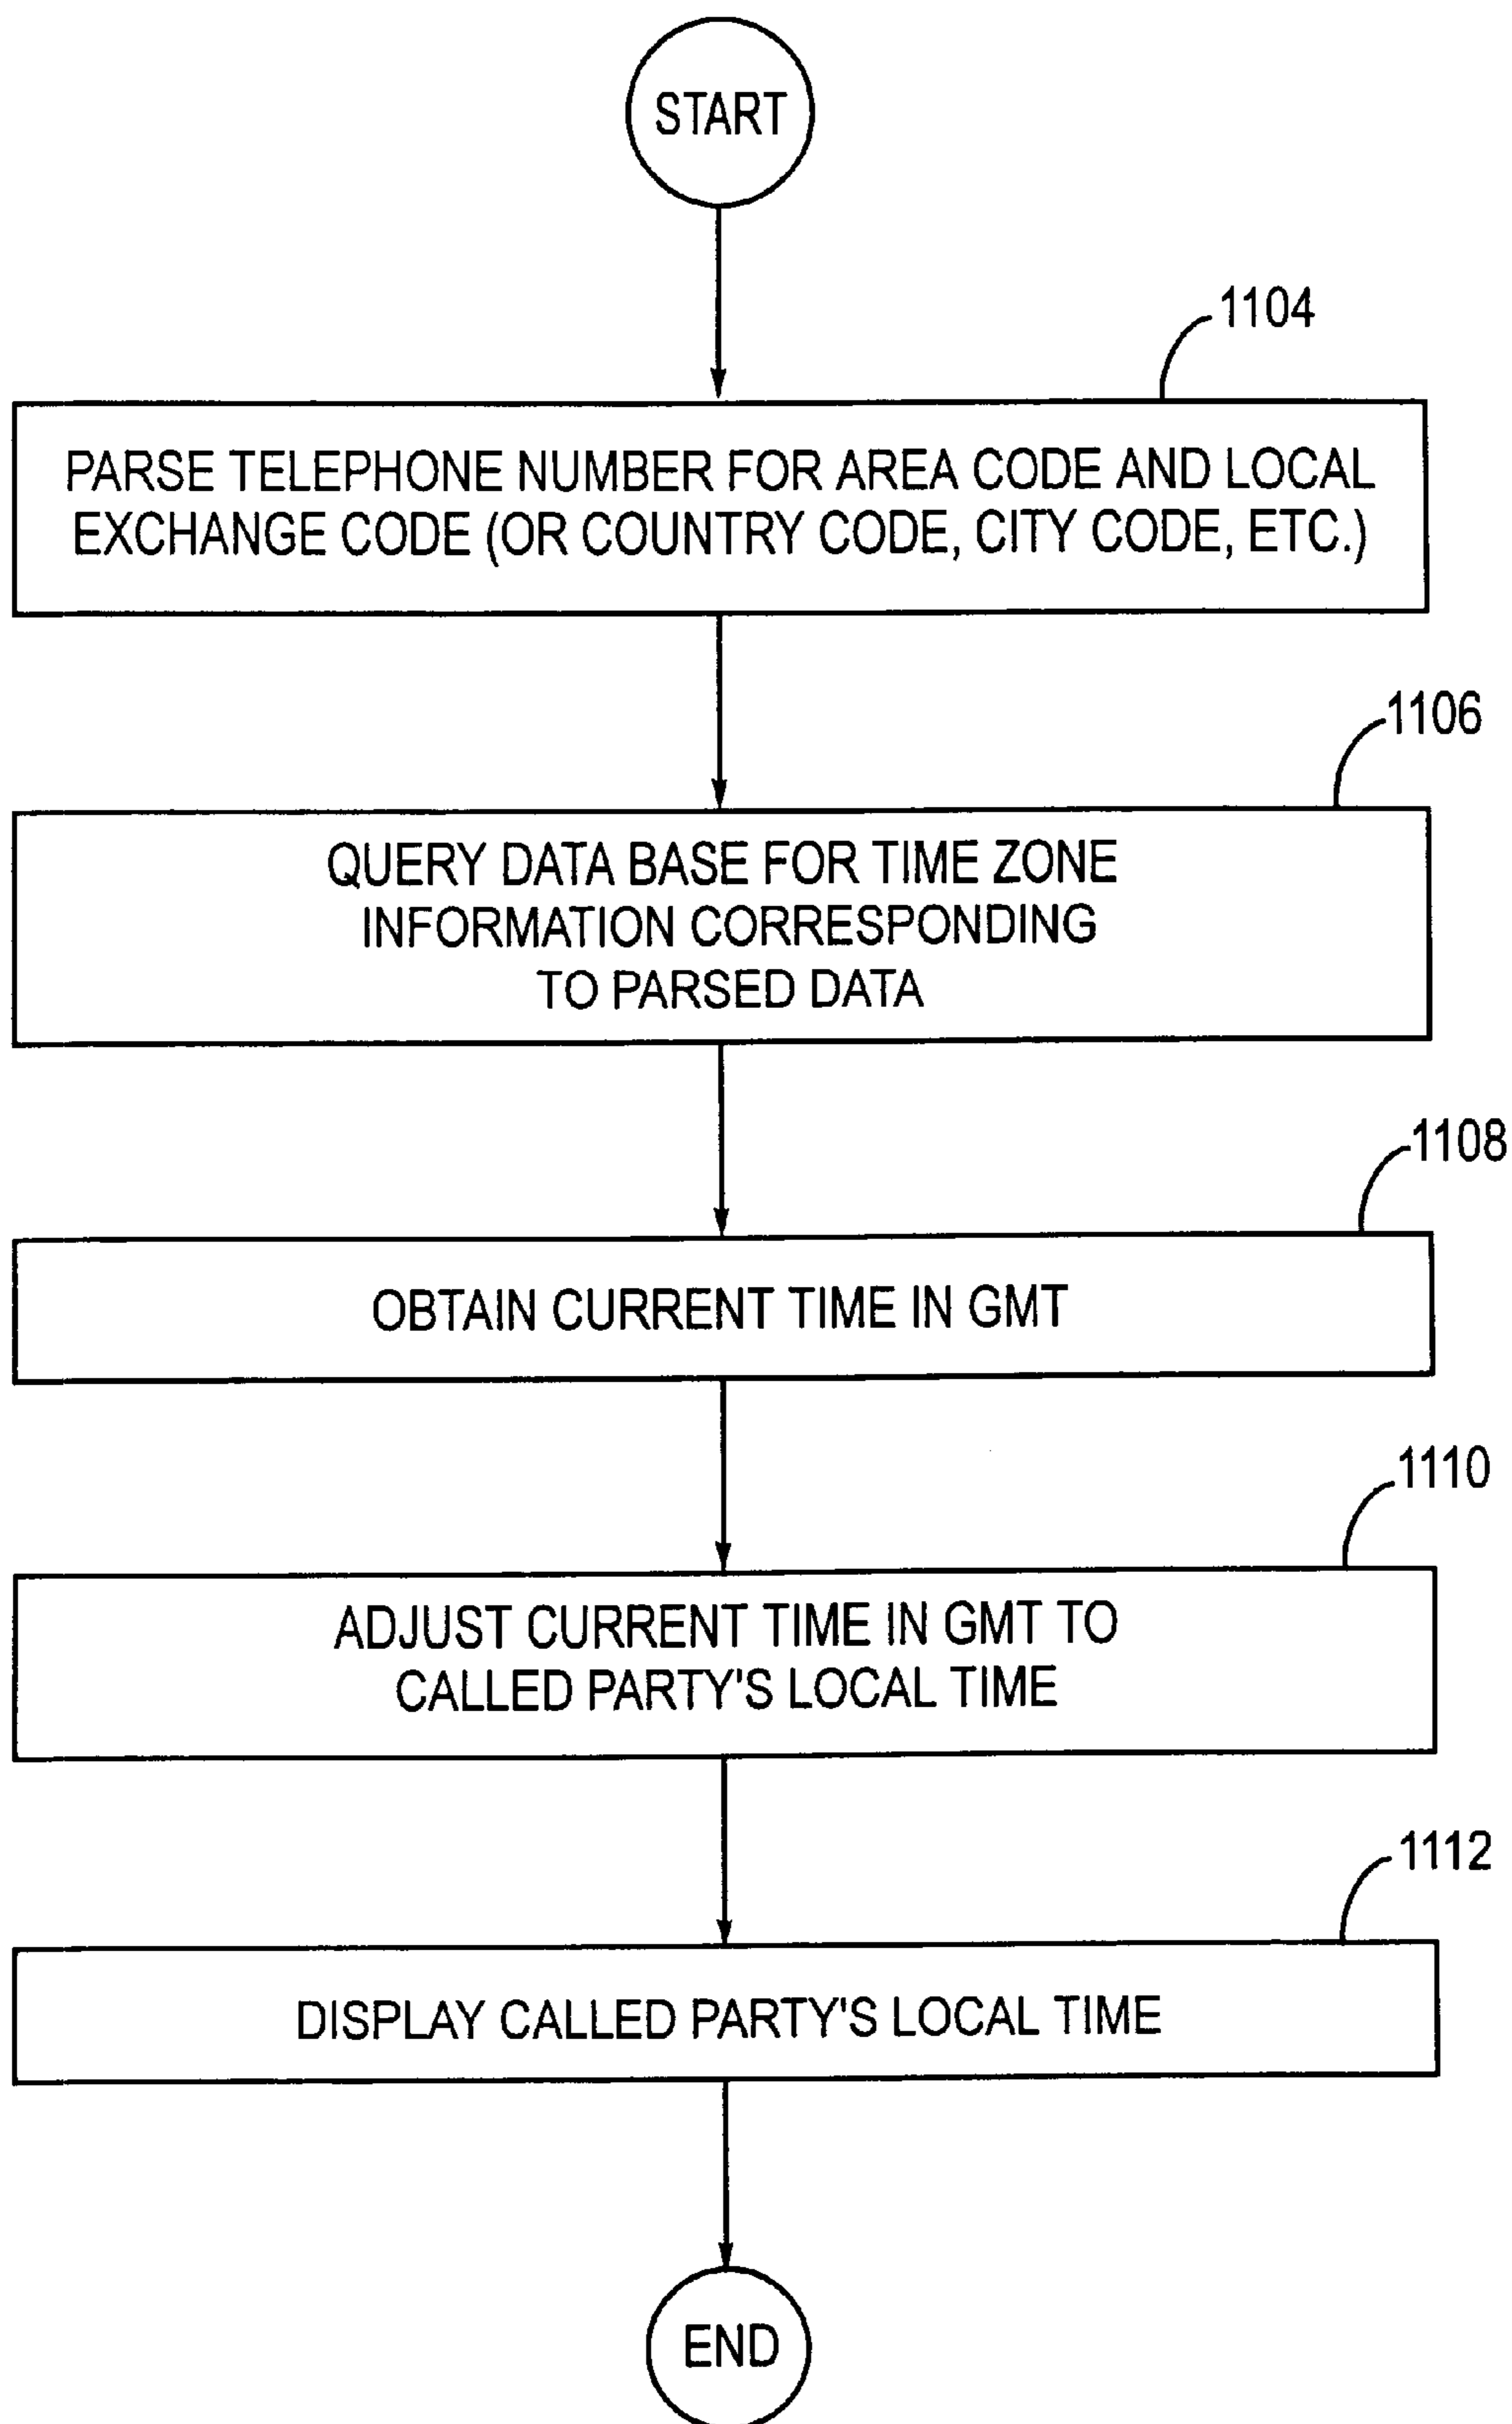 START
1104
PARSE TELEPHONE NUMBER FOR AREA CODE AND LOCAL
EXCHANGE CODE (OR COUNTRY CODE, CITY CODE, ETC.)
1106
QUERY DATA BASE FOR TIME ZONE
INFORMATION CORRESPONDING
TO PARSED DATA
1108
OBTAIN CURRENT TIME IN GMT
1110
ADJUST CURRENT TIME IN GMT TO
CALLED PARTY'S LOCAL TIME
1112
DISPLAY CALLED PARTY'S LOCAL TIME
END